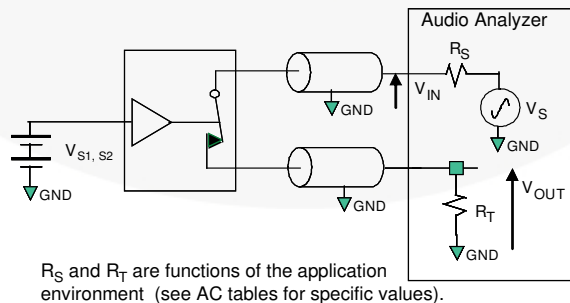 Audio Analyzer
R_S
V_IN
GND
V_S
GND
V_S1, S2
GND
GND
V_OUT
R_T
GND
R_S and R_T are functions of the application
environment (see AC tables for specific values).